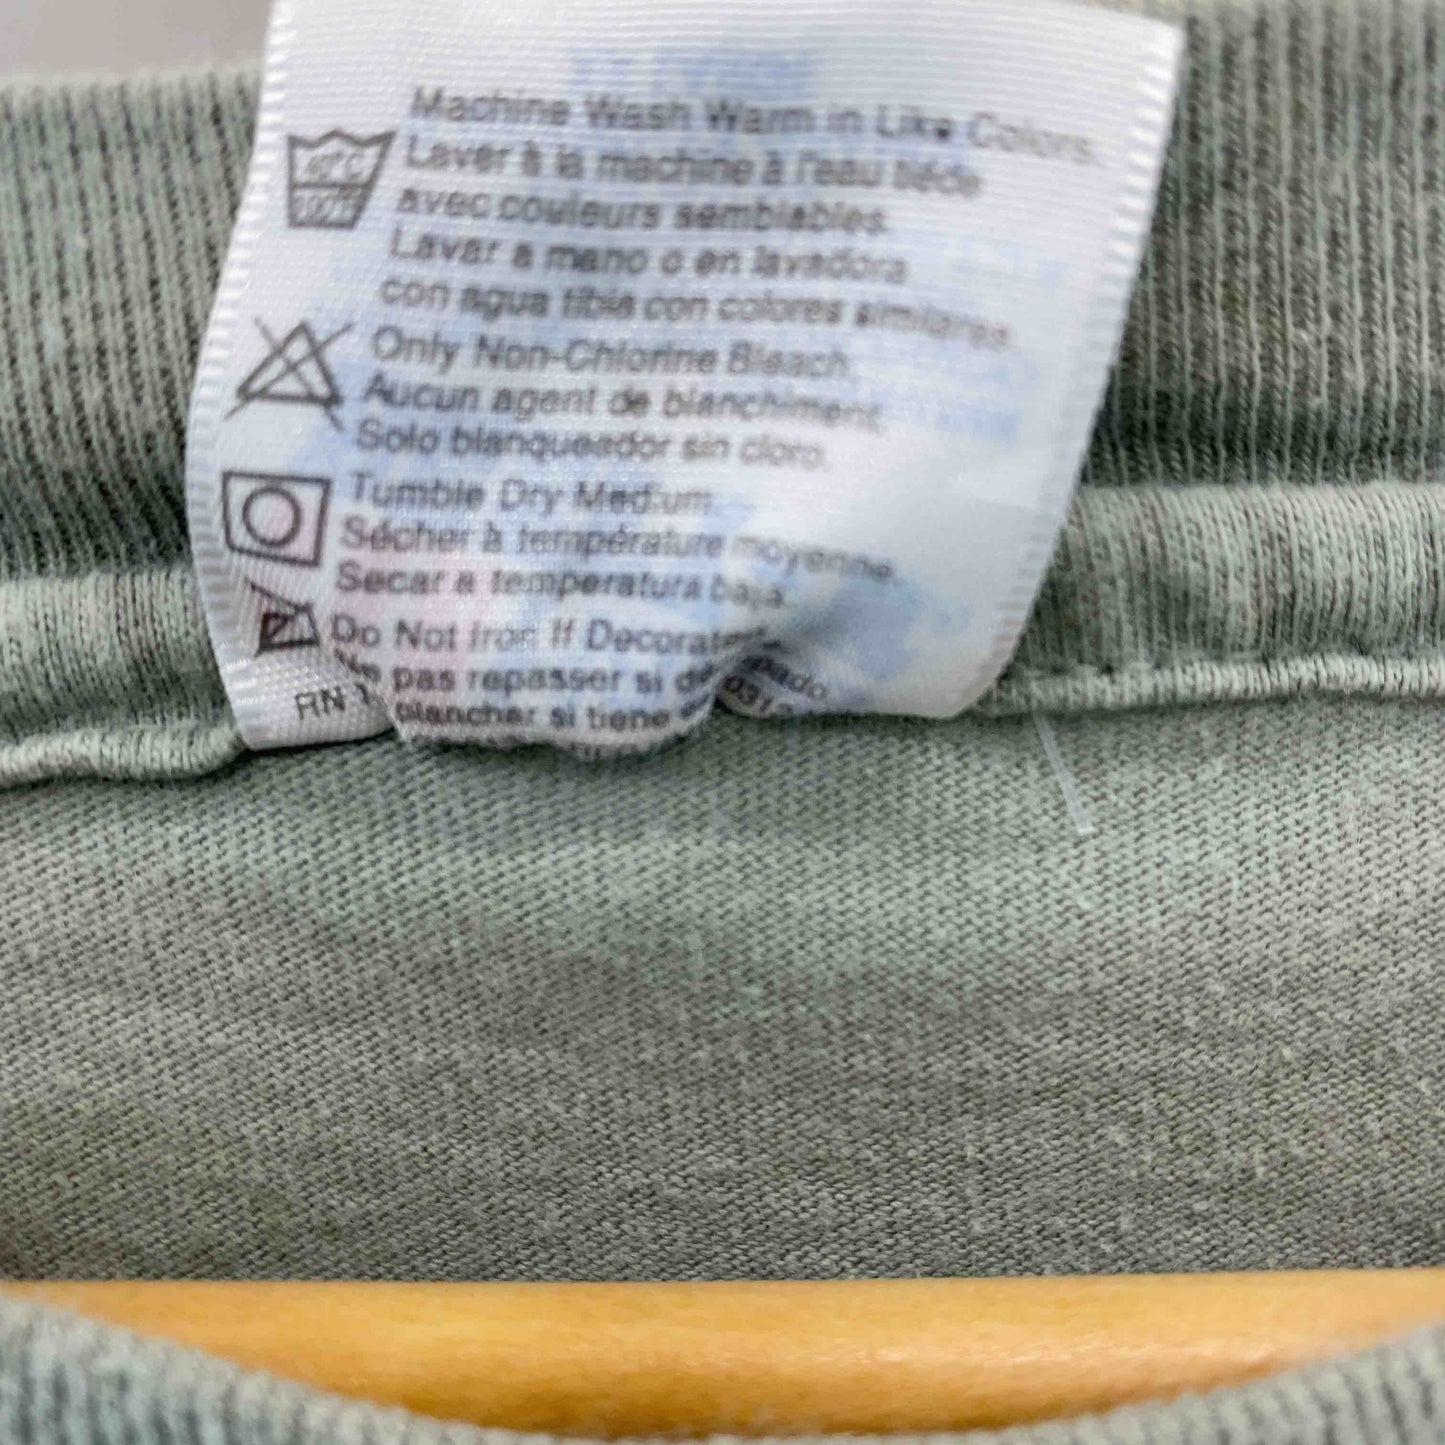 Machine Wash Warm in Like Colors.
Laver à la machine à l'eau tiéde
avec couleurs semblables.
Lavar a mano o en lavadora
con agua tibia con colores similares.
Only Non-Chlorine Bleach.
Aucun agent de blanchiment.
Solo blanqueador sin cloro.
Tumble Dry Medium.
Sécher à température moyenne.
Secar a temperatura baja.
Do Not Iron If Decorated.
pas repasser si
planchar si tiene
RN